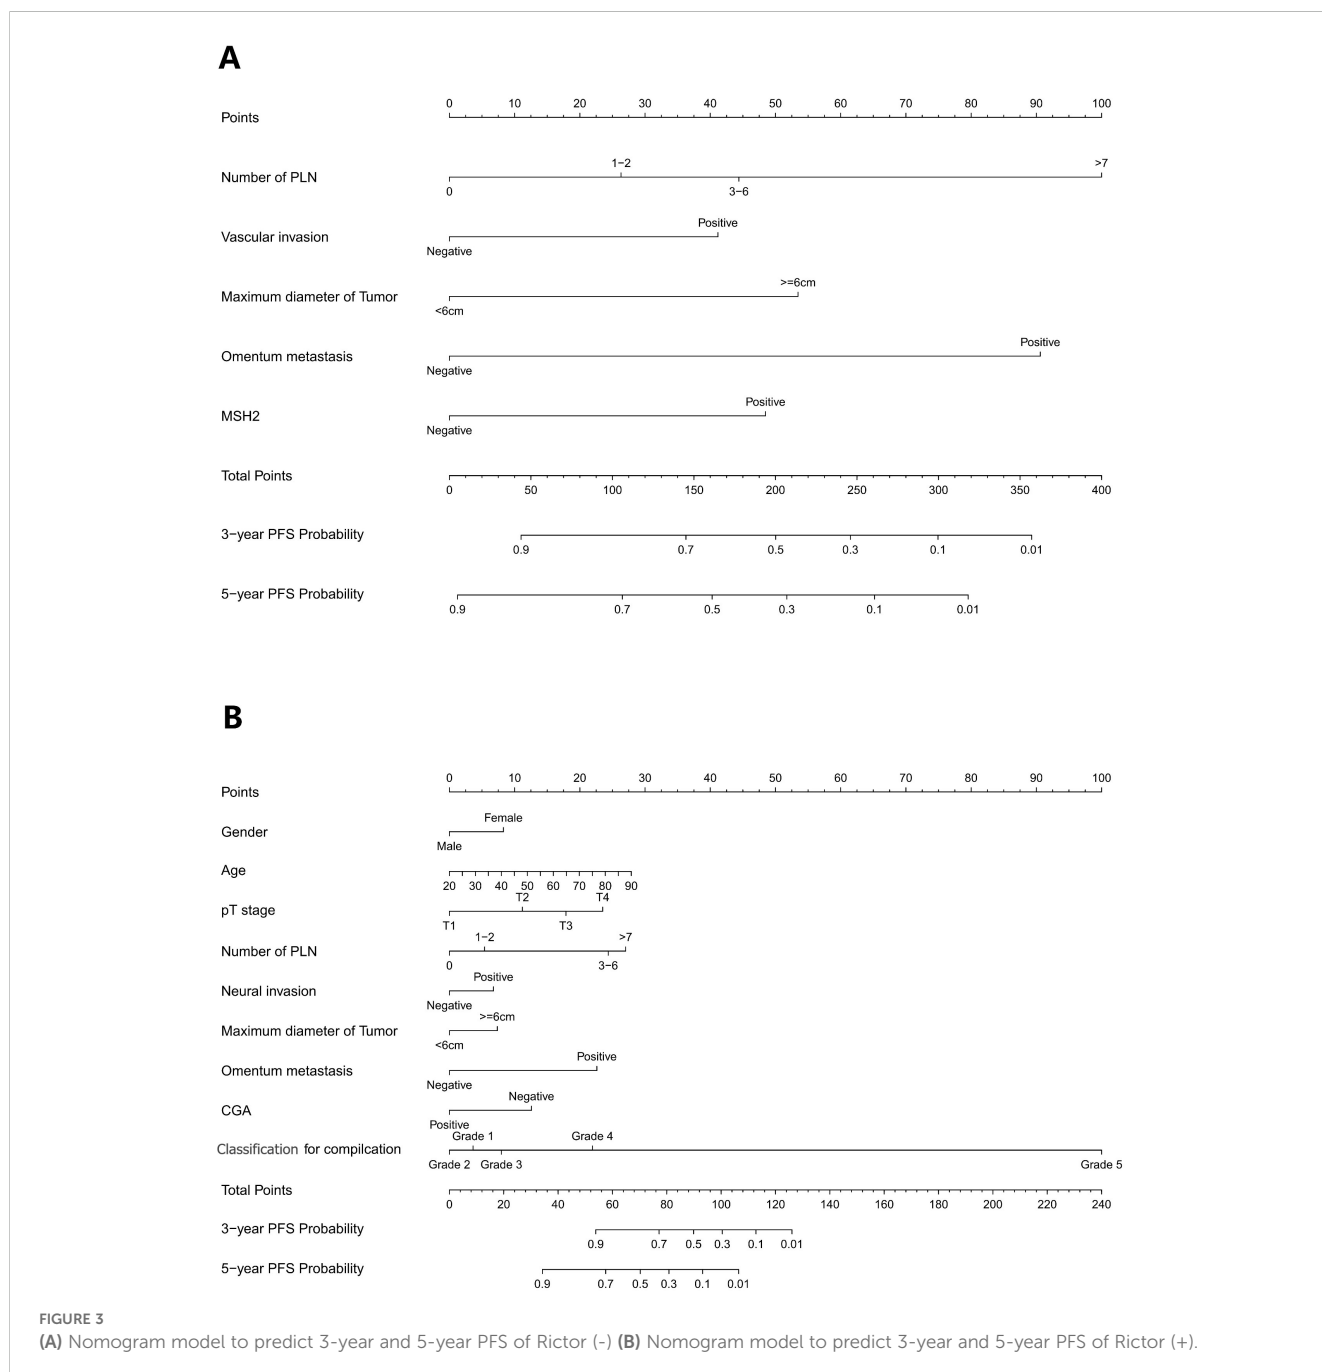 A
Points
0 10 20 30 40 50 60 70 80 90 100
Number of PLN
1−2 >7
0 3−6
Vascular invasion
Positive
Negative
Maximum diameter of Tumor
>=6cm
<6cm
Omentum metastasis
Positive
Negative
MSH2
Positive
Negative
Total Points
0 50 100 150 200 250 300 350 400
3−year PFS Probability
0.9 0.7 0.5 0.3 0.1 0.01
5−year PFS Probability
0.9 0.7 0.5 0.3 0.1 0.01
B
Points
0 10 20 30 40 50 60 70 80 90 100
Gender
Female
Male
Age
20 30 40 50 60 70 80 90
pT stage
T2 T4
T1 T3
Number of PLN
1−2 >7
0 3−6
Neural invasion
Positive
Negative
Maximum diameter of Tumor
>=6cm
<6cm
Omentum metastasis
Positive
Negative
CGA
Negative
Positive
Classification for compilcation
Grade 1 Grade 4
Grade 2 Grade 3 Grade 5
Total Points
0 20 40 60 80 100 120 140 160 180 200 220 240
3−year PFS Probability
0.9 0.7 0.5 0.3 0.1 0.01
5−year PFS Probability
0.9 0.7 0.5 0.3 0.1 0.01
FIGURE 3
(A) Nomogram model to predict 3-year and 5-year PFS of Rictor (-) (B) Nomogram model to predict 3-year and 5-year PFS of Rictor (+).